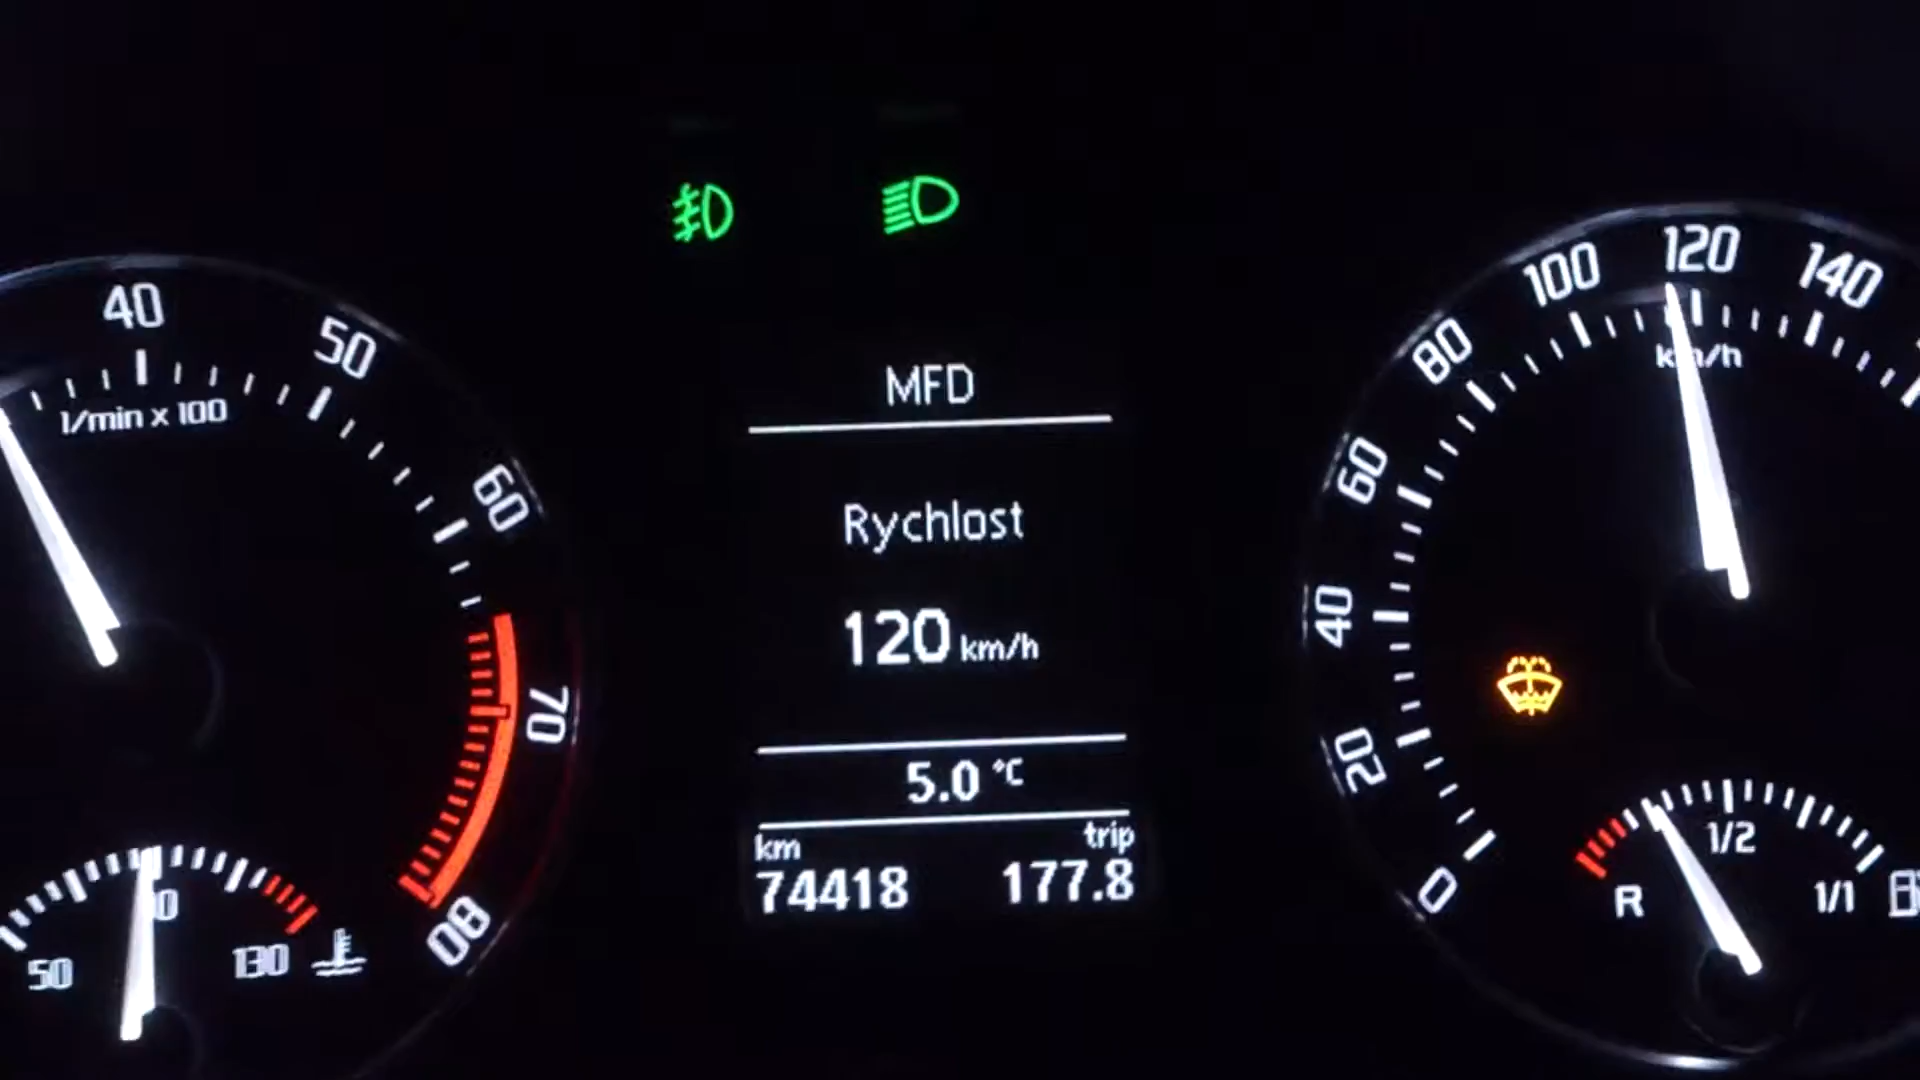 40
50
60
70
80
1/min x 100
50
130
MFD
Rychlost
120 km/h
5.0 °C
km
trip
74418
177.8
0
20
40
60
80
100
120
140
km/h
R
1/2
1/1